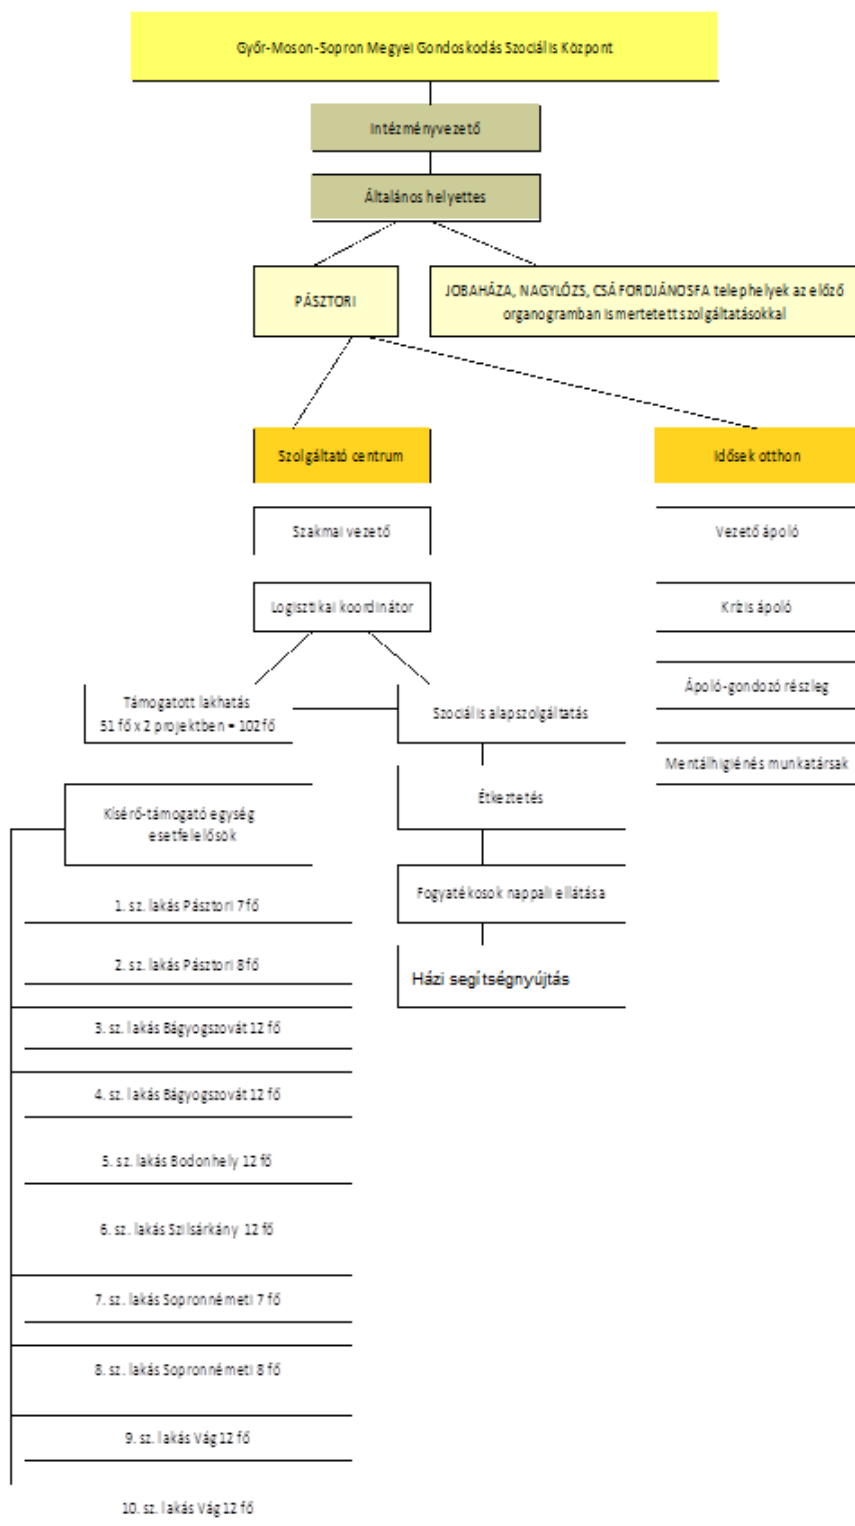 Győr-Moson-Sopron Megyei Gondoskodás Szociális Központ
Intézményvezető
Általános helyettes
PÁSZTORI
JOBAHÁZA, NAGYLÓZS, CSÁFORDJÁNOSFA telephelyek az előző
organogramban ismertetett szolgáltatásokkal
Szolgáltató centrum
Idősek otthon
Szakmai vezető
Vezető ápoló
Logisztikai koordinátor
Krízis ápoló
Támogatott lakhatás
51 fő x 2 projektben = 102 fő
Szociális alapszolgáltatás
Ápoló-gondozó részleg
Mentálhigiénés munkatársak
Étkeztetés
Kísérő-támogató egység
esetfelelősök
Fogyatékosok nappali ellátása
Házi segítségnyújtás
1. sz. lakás Pásztori 7 fő
2. sz. lakás Pásztori 8 fő
3. sz. lakás Bágyogszovát 12 fő
4. sz. lakás Bágyogszovát 12 fő
5. sz. lakás Bodonhely 12 fő
6. sz. lakás Szilsárkány 12 fő
7. sz. lakás Sopronnémeti 7 fő
8. sz. lakás Sopronnémeti 8 fő
9. sz. lakás Vág 12 fő
10. sz. lakás Vág 12 fő